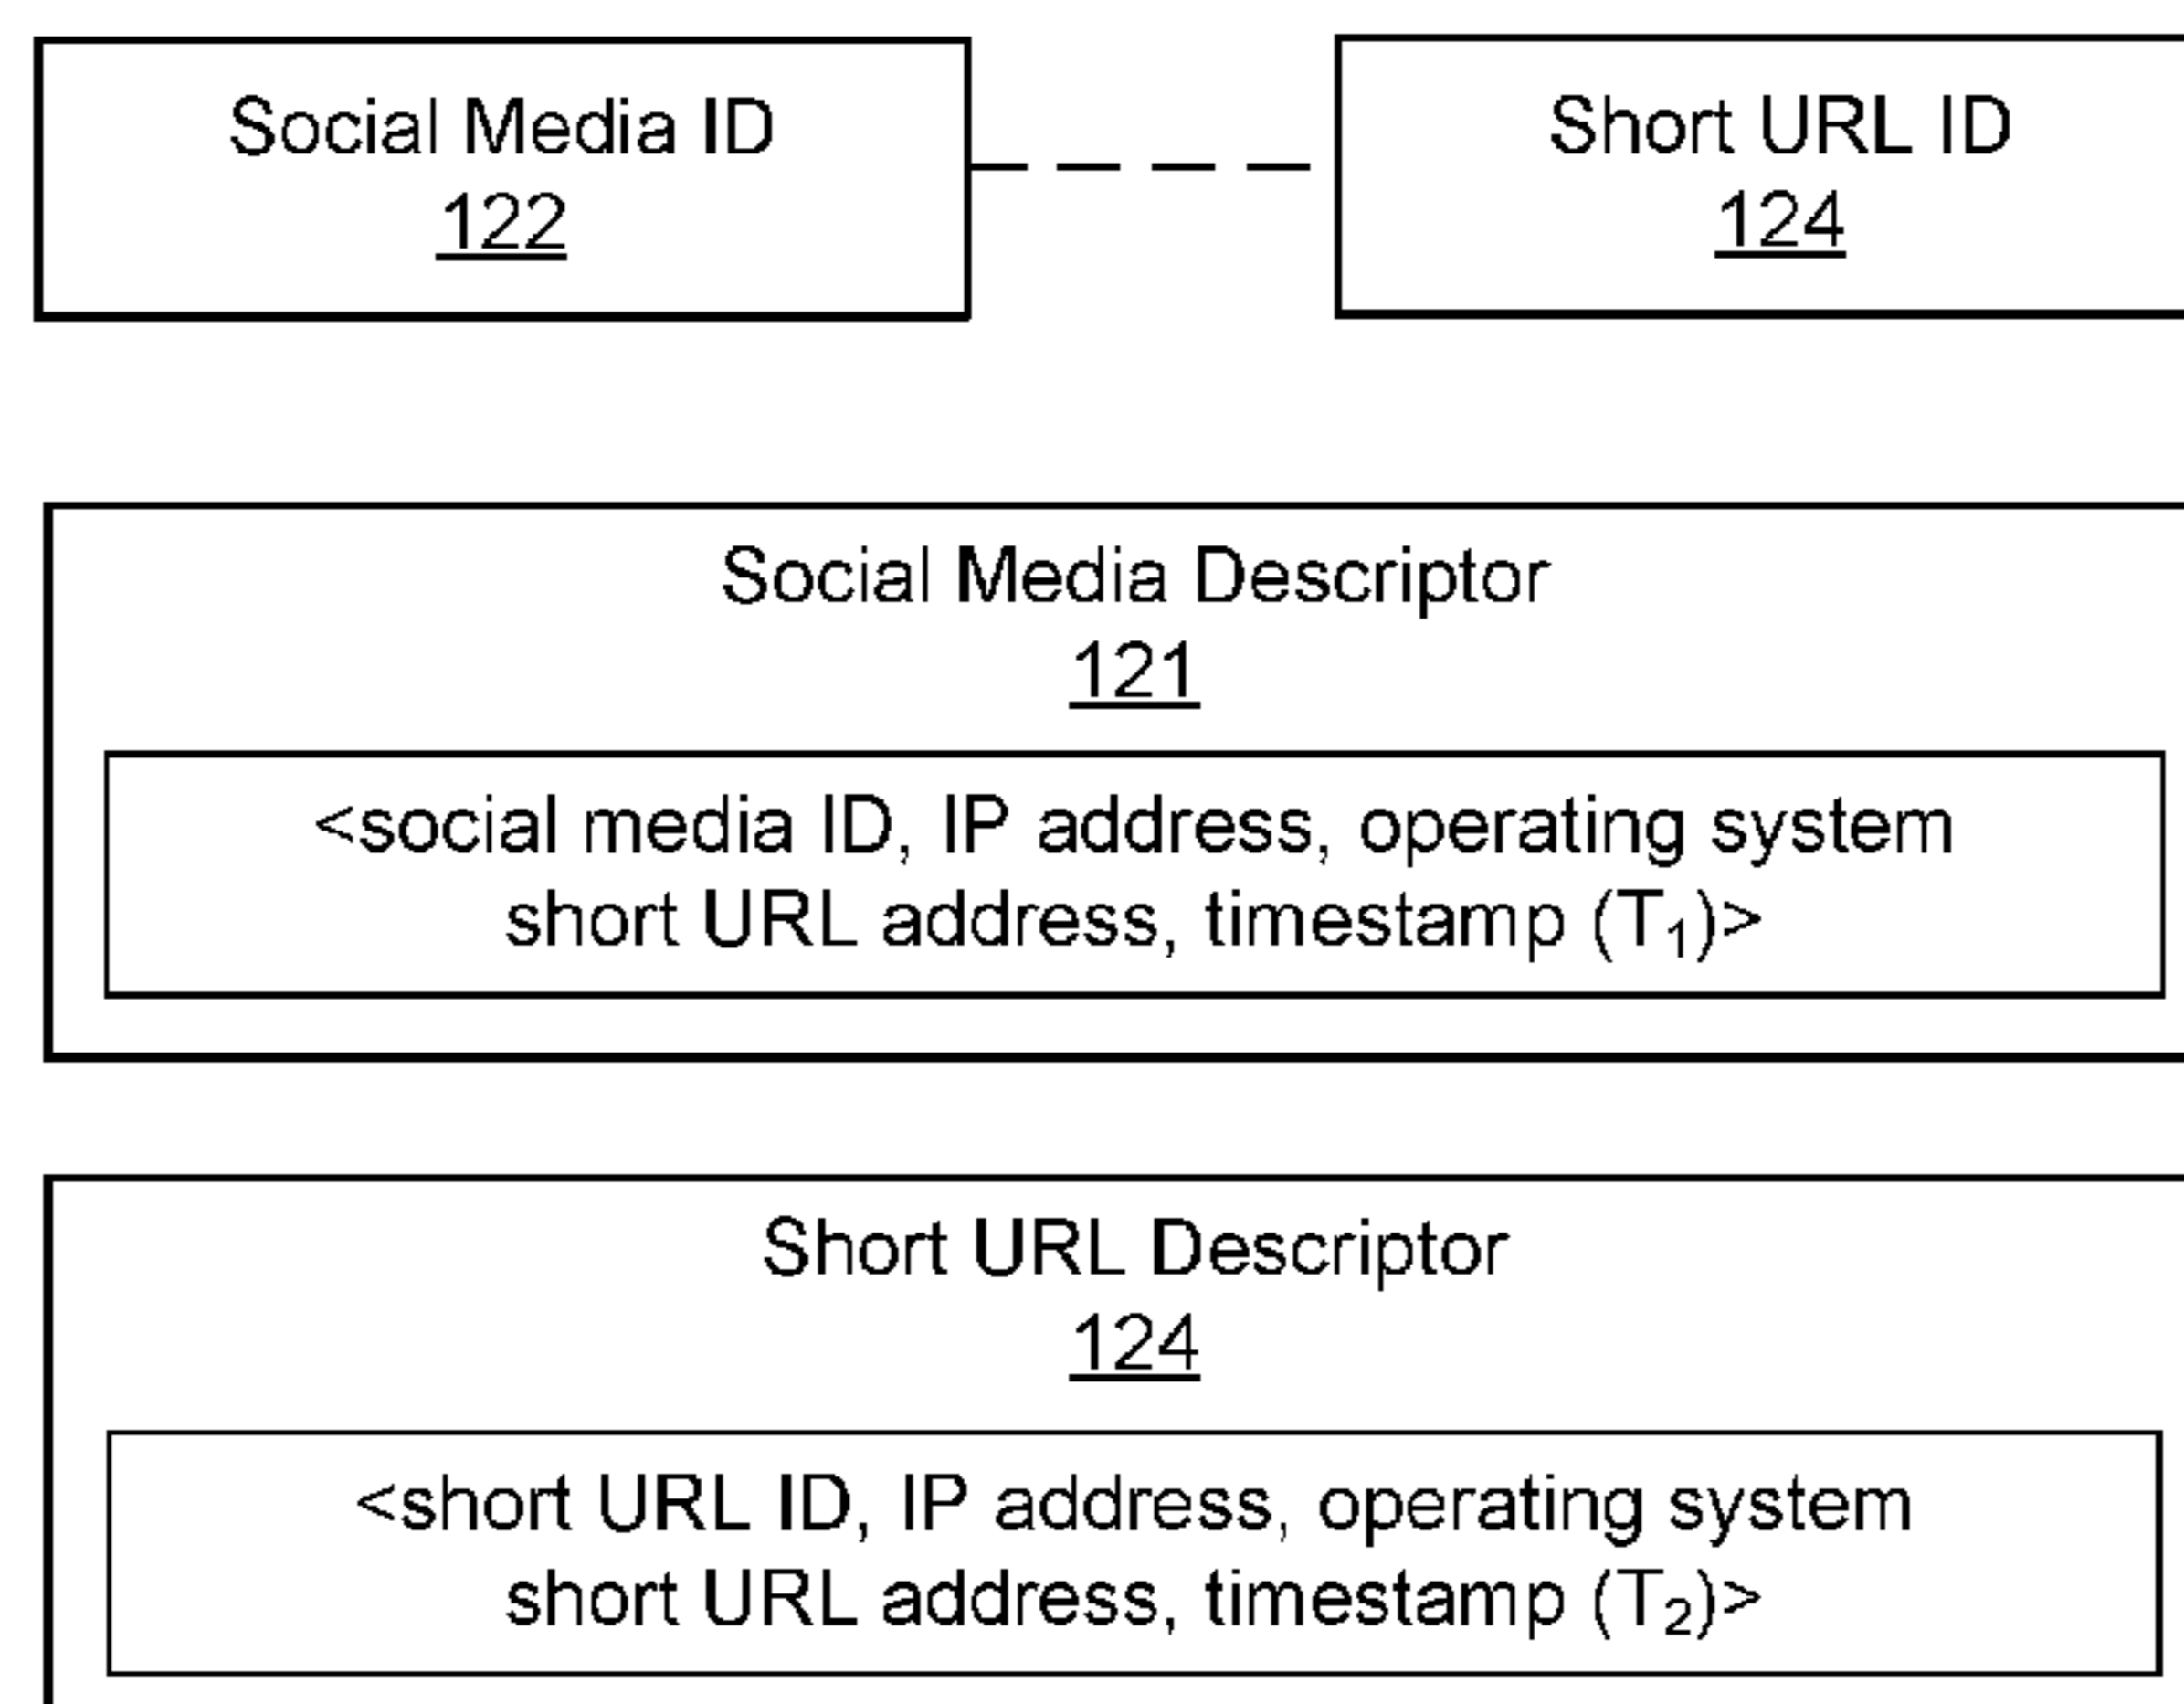 Social Media ID
122
Short URL ID
124
Social Media Descriptor
121
<social media ID, IP address, operating system
short URL address, timestamp (T₁)>
Short URL Descriptor
124
<short URL ID, IP address, operating system
short URL address, timestamp (T₂)>